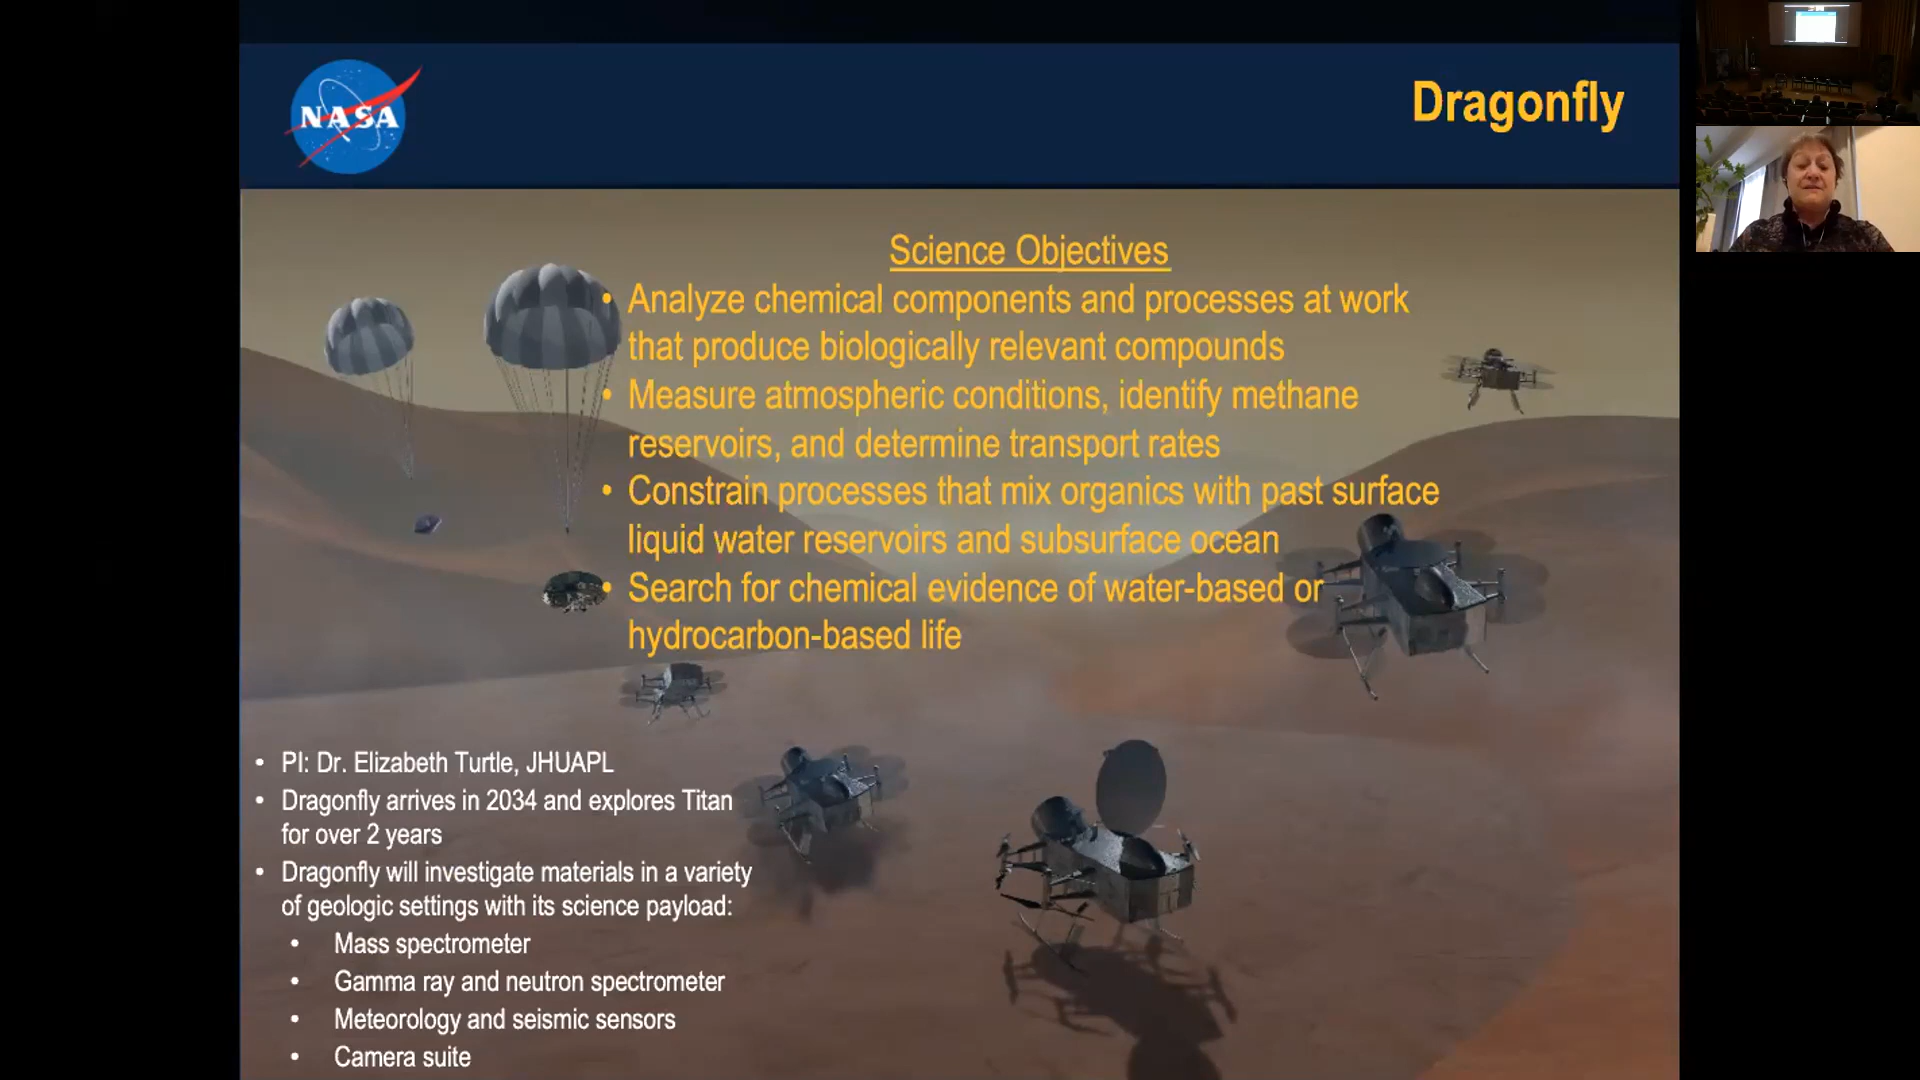 NASA
Dragonfly
Science Objectives
• Analyze chemical components and processes at work
that produce biologically relevant compounds
• Measure atmospheric conditions, identify methane
reservoirs, and determine transport rates
• Constrain processes that mix organics with past surface
liquid water reservoirs and subsurface ocean
• Search for chemical evidence of water-based or
hydrocarbon-based life
• PI: Dr. Elizabeth Turtle, JHUAPL
• Dragonfly arrives in 2034 and explores Titan
for over 2 years
• Dragonfly will investigate materials in a variety
of geologic settings with its science payload:
• Mass spectrometer
• Gamma ray and neutron spectrometer
• Meteorology and seismic sensors
• Camera suite